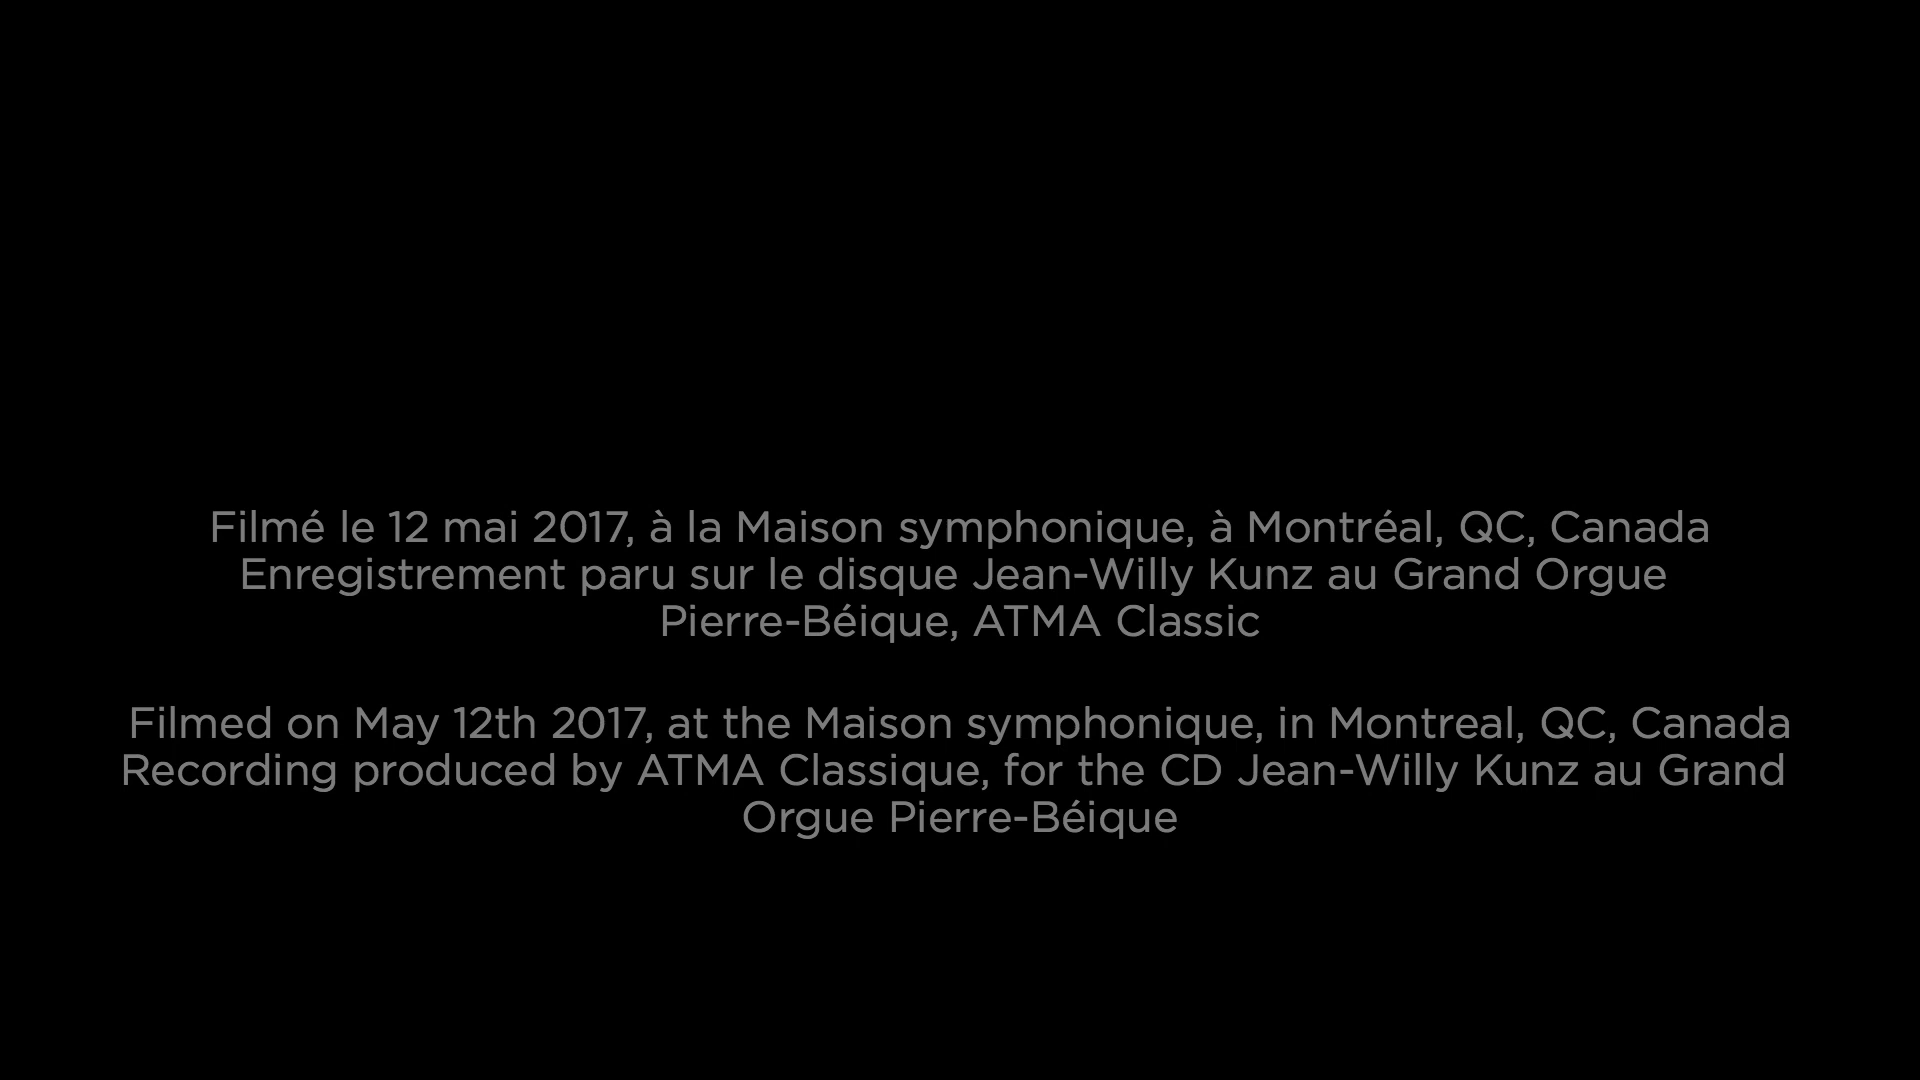 Filmé le 12 mai 2017, à la Maison symphonique, à Montréal, QC, Canada
Enregistrement paru sur le disque Jean-Willy Kunz au Grand Orgue
Pierre-Béique, ATMA Classic
Filmed on May 12th 2017, at the Maison symphonique, in Montreal, QC, Canada
Recording produced by ATMA Classique, for the CD Jean-Willy Kunz au Grand
Orgue Pierre-Béique